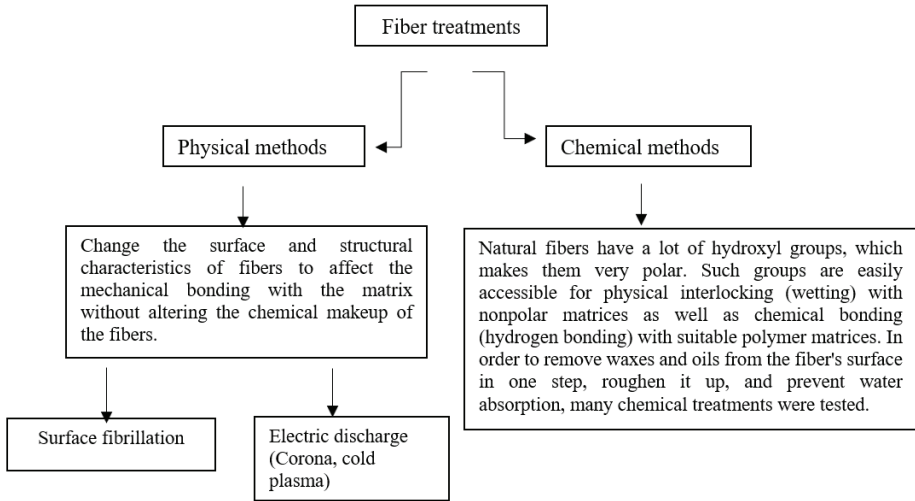 Fiber treatments
Physical methods
Chemical methods
Change the surface and structural
characteristics of fibers to affect the
mechanical bonding with the matrix
without altering the chemical makeup of
the fibers.
Natural fibers have a lot of hydroxyl groups, which
makes them very polar. Such groups are easily
accessible for physical interlocking (wetting) with
nonpolar matrices as well as chemical bonding
(hydrogen bonding) with suitable polymer matrices. In
order to remove waxes and oils from the fiber's surface
in one step, roughen it up, and prevent water
absorption, many chemical treatments were tested.
Surface fibrillation
Electric discharge
(Corona, cold
plasma)